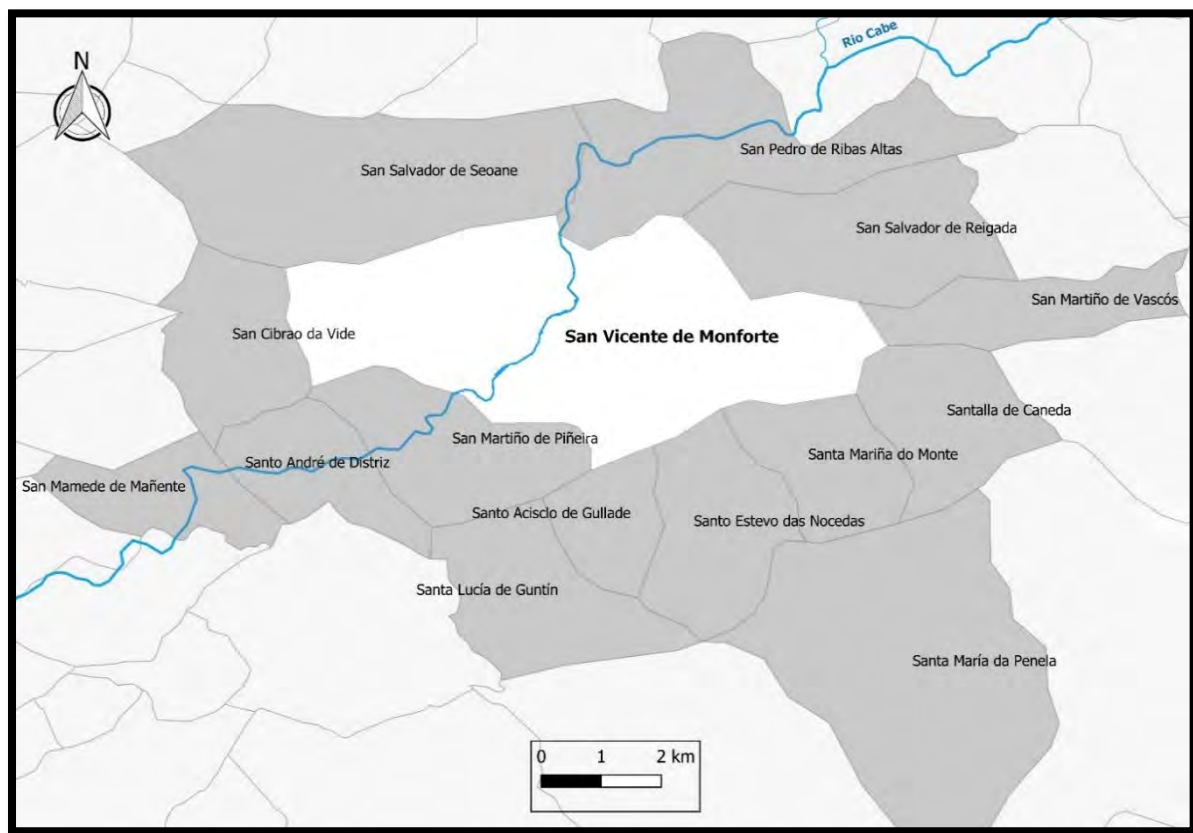 N
Rio Cabe
San Pedro de Ribas Altas
San Salvador de Seoane
San Salvador de Reigada
San Martiño de Vascós
San Cibrao da Vide
San Vicente de Monforte
Santalla de Caneda
San Martiño de Piñeira
Santa Mariña do Monte
Santo André de Distriz
San Mamede de Mañente
Santo Acisclo de Gullade
Santo Estevo das Nocedas
Santa Lucía de Guntín
Santa María da Penela
0 1 2 km